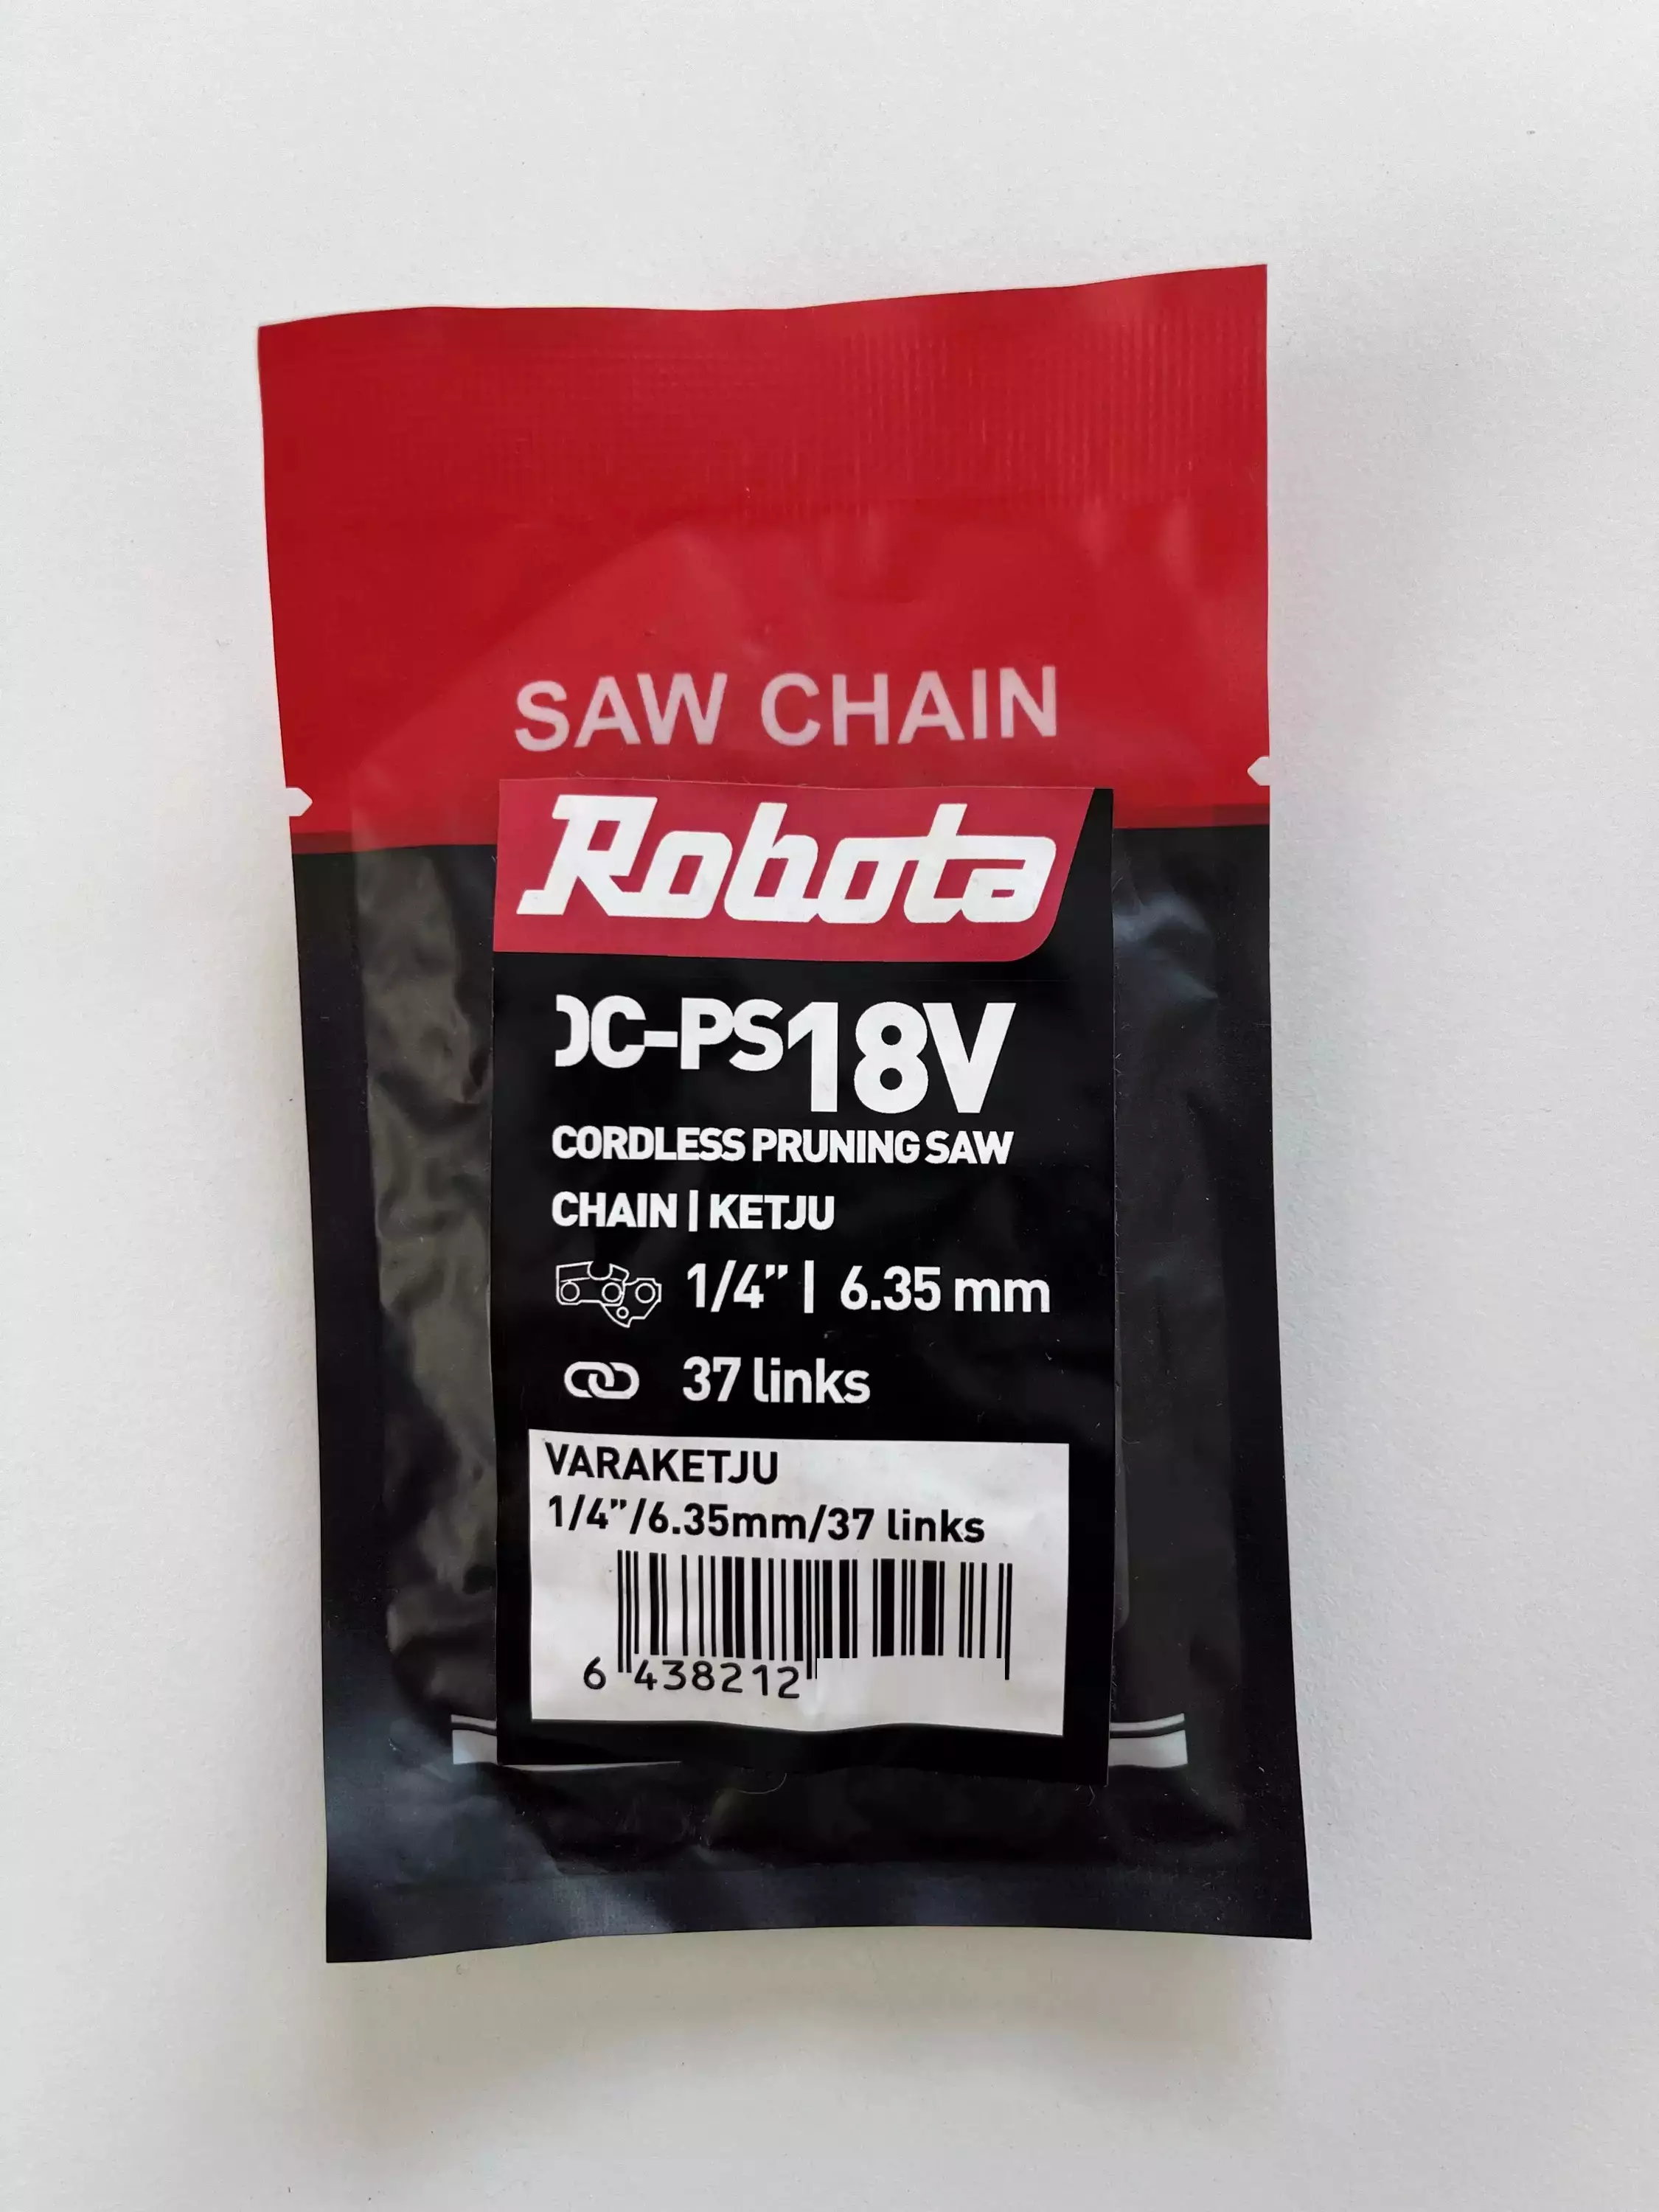 SAW CHAIN
Robota
C-PS18V
CORDLESS PRUNING SAW
CHAIN | KETJU
1/4” | 6.35 mm
37 links
VARAKETJU
1/4”/6.35mm/37 links
6 438212